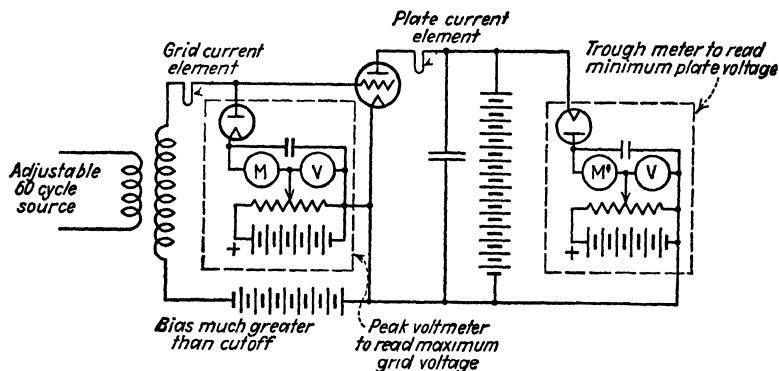 Plate current
element
Grid current
element
Trough meter to read
minimum plate voltage
Adjustable
60 cycle
source
M
V
M'
V
+
+
Bias much greater
than cutoff
Peak voltmeter
to read maximum
grid voltage